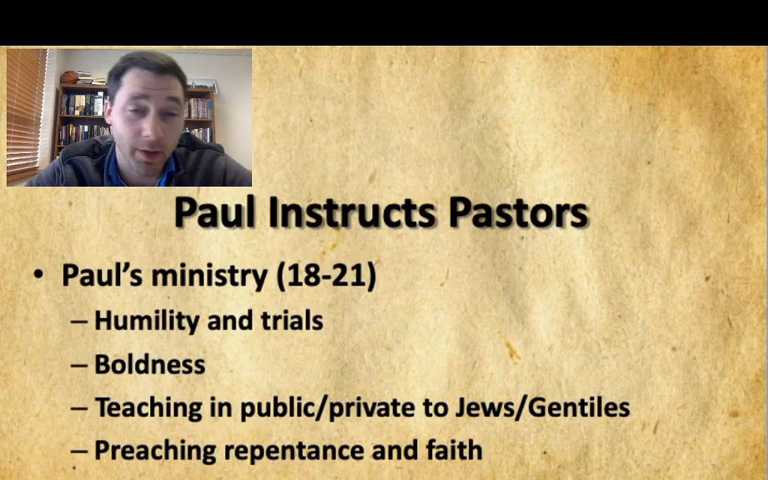 Paul Instructs Pastors
• Paul's ministry (18-21)
– Humility and trials
– Boldness
– Teaching in public/private to Jews/Gentiles
– Preaching repentance and faith